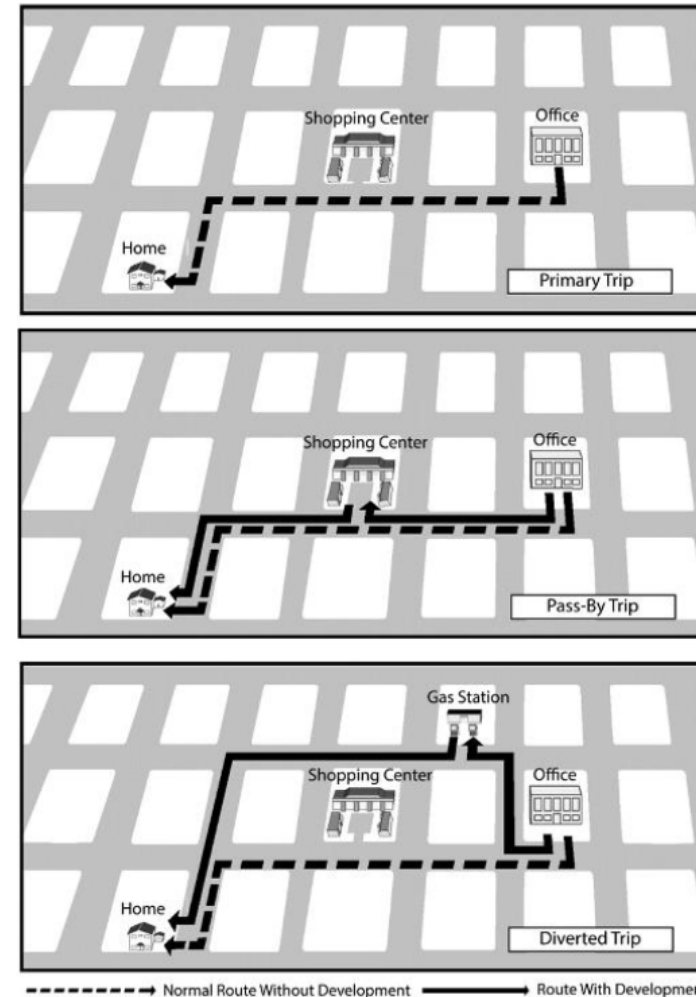 Shopping Center
Office
Home
Primary Trip
Shopping Center
Office
Home
Pass-By Trip
Gas Station
Shopping Center
Office
Home
Diverted Trip
Normal Route Without Development
Route With Developmen